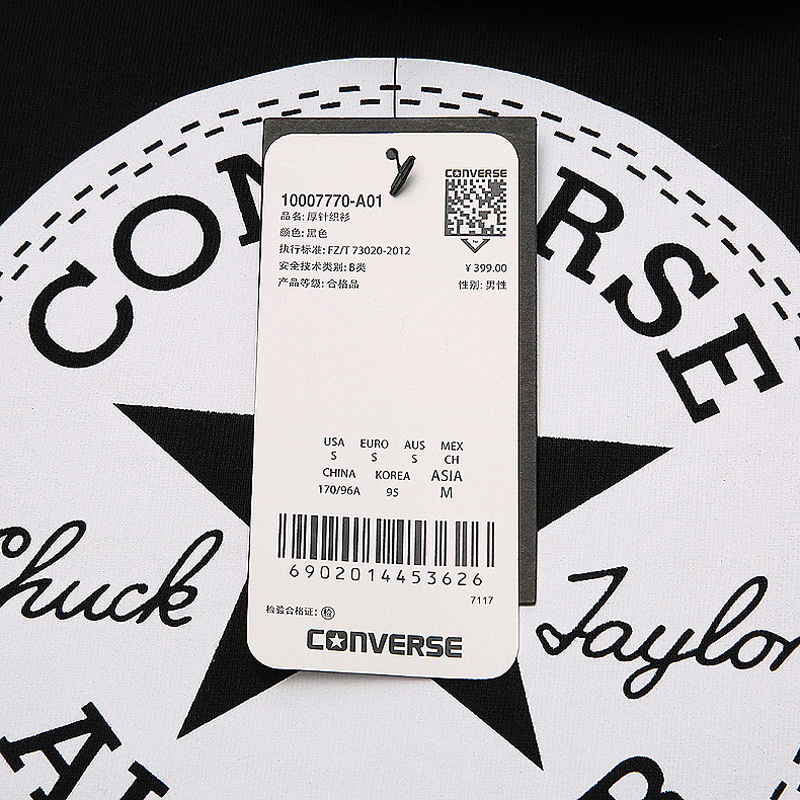 CONVERSE
CONVERSE
10007770-A01
品名: 厚针织衫
颜色: 黑色
执行标准: FZ/T 73020-2012
安全技术类别: B类
¥ 399.00
产品等级: 合格品
性别: 男性
USA EURO AUS MEX
S S S CH
CHINA KOREA ASIA
170/96A 95 M
6902014453626
7117
检验合格证: 检
CONVERSE
Chuck Taylor